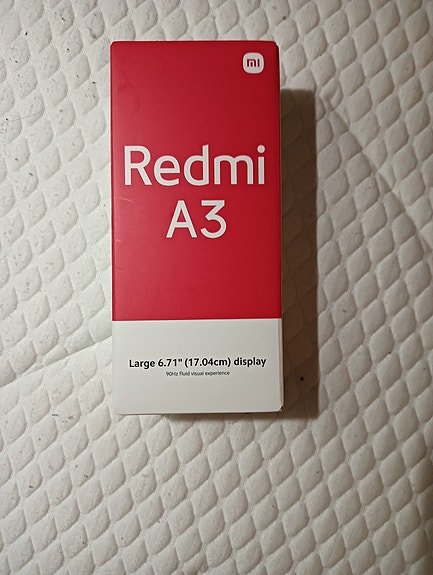 mi
Redmi
A3
Large 6.71" (17.04cm) display
90Hz fluid visual experience